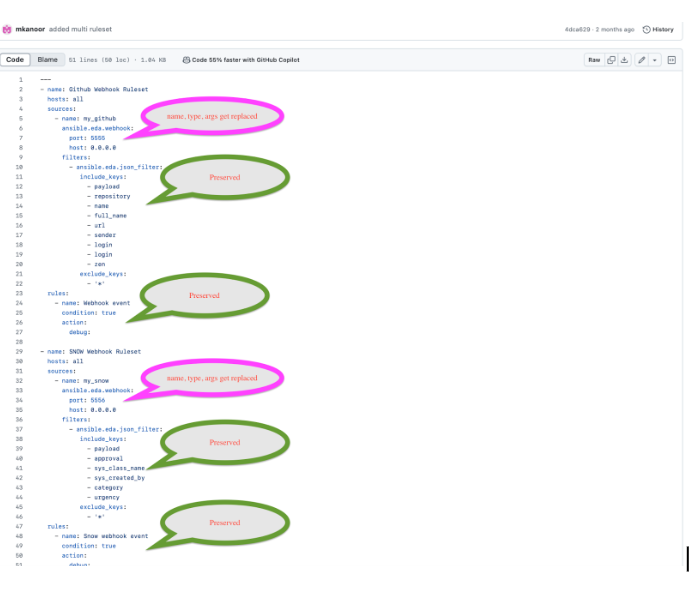 mkanoor added multi ruleset
4dca629 · 2 months ago History
Code Blame 51 lines (50 loc) · 1.04 KB Code 55% faster with GitHub Copilot
Raw
1 ---
2 - name: Github Webhook Ruleset
3 hosts: all
4 sources:
5 - name: my_github
name, type, args get replaced
6 ansible.eda.webhook:
7 port: 5555
8 host: 0.0.0.0
9 filters:
10 - ansible.eda.json_filter:
11 include_keys:
Preserved
12 - payload
13 - repository
14 - name
15 - full_name
16 - url
17 - sender
18 - login
19 - login
20 - zen
21 exclude_keys:
22 - '*'
23 rules:
Preserved
24 - name: Webhook event
25 condition: true
26 action:
27 debug:
28
29 - name: SNOW Webhook Ruleset
30 hosts: all
31 sources:
32 - name: my_snow
name, type, args get replaced
33 ansible.eda.webhook:
34 port: 5556
35 host: 0.0.0.0
36 filters:
37 - ansible.eda.json_filter:
38 include_keys:
Preserved
39 - payload
40 - approval
41 - sys_class_name
42 - sys_created_by
43 - category
44 - urgency
45 exclude_keys:
46 - '*'
47 rules:
Preserved
48 - name: Snow webhook event
49 condition: true
50 action:
51 debug: